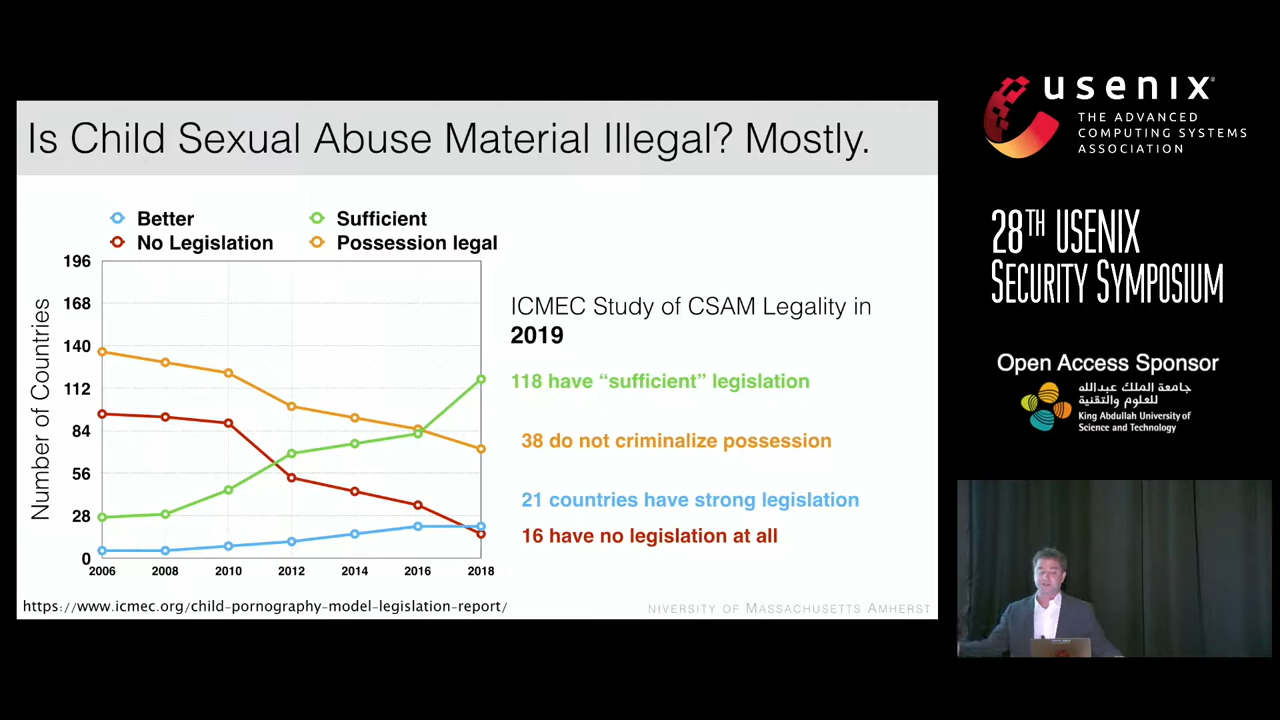 Is Child Sexual Abuse Material Illegal? Mostly.
Better
Sufficient
No Legislation
Possession legal
Number of Countries
196
168
140
112
84
56
28
0
2006 2008 2010 2012 2014 2016 2018
ICMEC Study of CSAM Legality in
2019
118 have “sufficient” legislation
38 do not criminalize possession
21 countries have strong legislation
16 have no legislation at all
https://www.icmec.org/child-pornography-model-legislation-report/
NIVERSITY OF MASSACHUSETTS AMHERST
usenix
THE ADVANCED
COMPUTING SYSTEMS
ASSOCIATION
28TH USENIX
SECURITY SYMPOSIUM
Open Access Sponsor
جامعة الملك عبدالله
للعلوم والتقنية
King Abdullah University of
Science and Technology